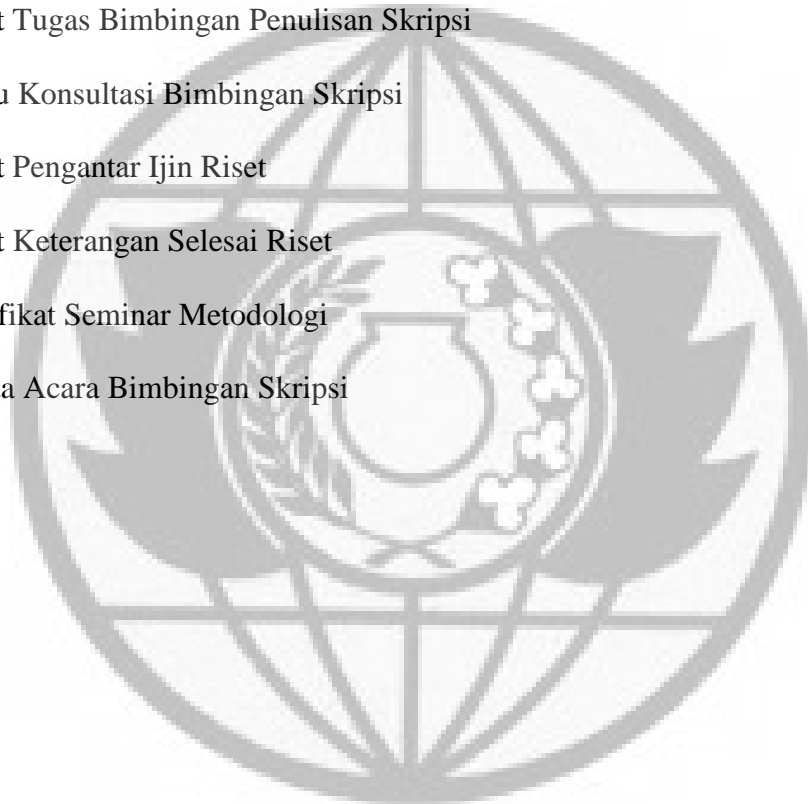 t Tugas Bimbingan Penulisan Skripsi
u Konsultasi Bimbingan Skripsi
t Pengantar Ijin Riset
t Keterangan Selesai Riset
fikat Seminar Metodologi
a Acara Bimbingan Skripsi